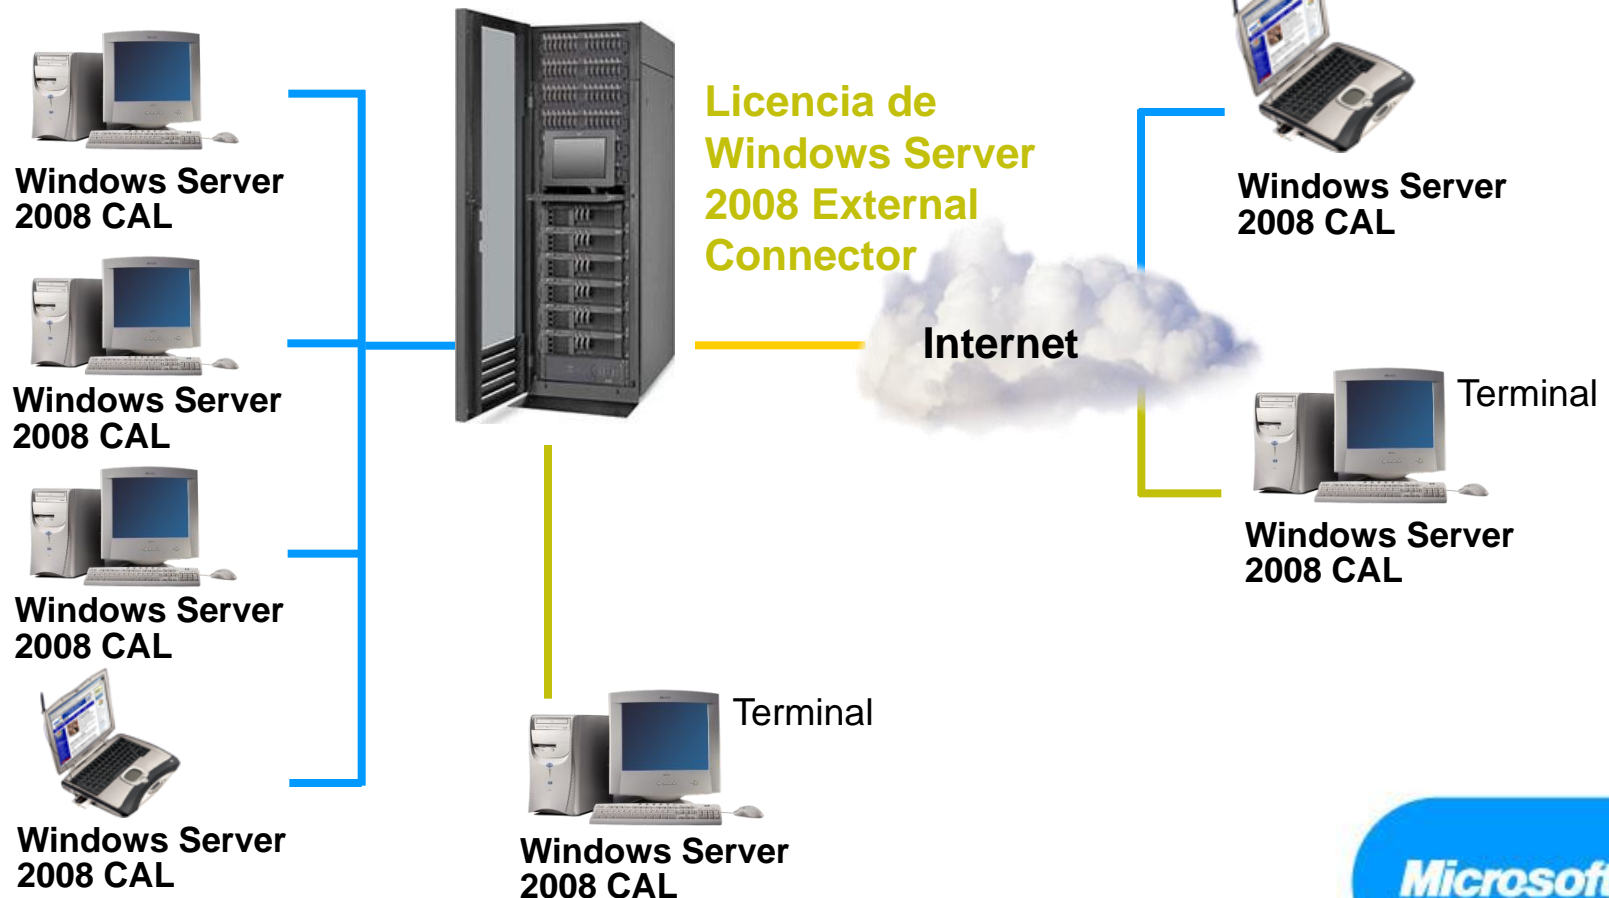 Windows Server
2008 CAL
Windows Server
2008 CAL
Windows Server
2008 CAL
Windows Server
2008 CAL
Licencia de
Windows Server
2008 External
Connector
Internet
Terminal
Windows Server
2008 CAL
Windows Server
2008 CAL
Terminal
Windows Server
2008 CAL
Microsoft